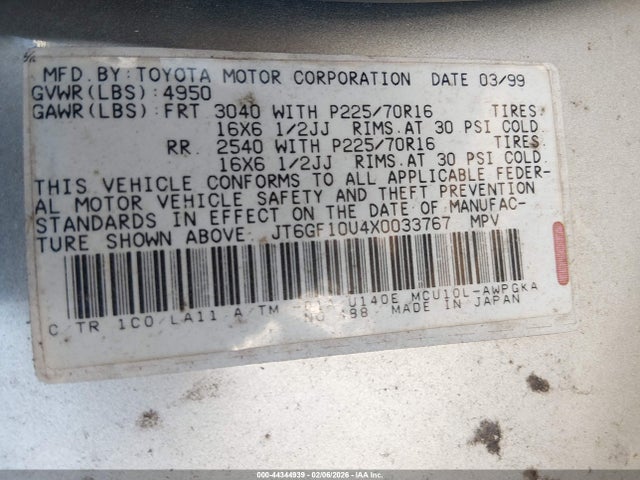 MFD.BY:TOYOTA MOTOR CORPORATION DATE 03/99
GVWR(LBS):4950
GAWR(LBS):FRT 3040 WITH P225/70R16 TIRES.
16X6 1/2JJ RIMS.AT 30 PSI COLD.
RR. 2540 WITH P225/70R16 TIRES.
16X6 1/2JJ RIMS.AT 30 PSI COLD.
THIS VEHICLE CONFORMS TO ALL APPLICABLE FEDER-
AL MOTOR VEHICLE SAFETY AND THEFT PREVENTION
STANDARDS IN EFFECT ON THE DATE OF MANUFAC-
TURE SHOWN ABOVE. JT6GF10U4X0033767 MPV
C/TR 1C0/LA11 A/TM U140E MCU10L-AWPGKA
NO 98 MADE IN JAPAN
000-44344939 - 02/06/2026 - IAA Inc.